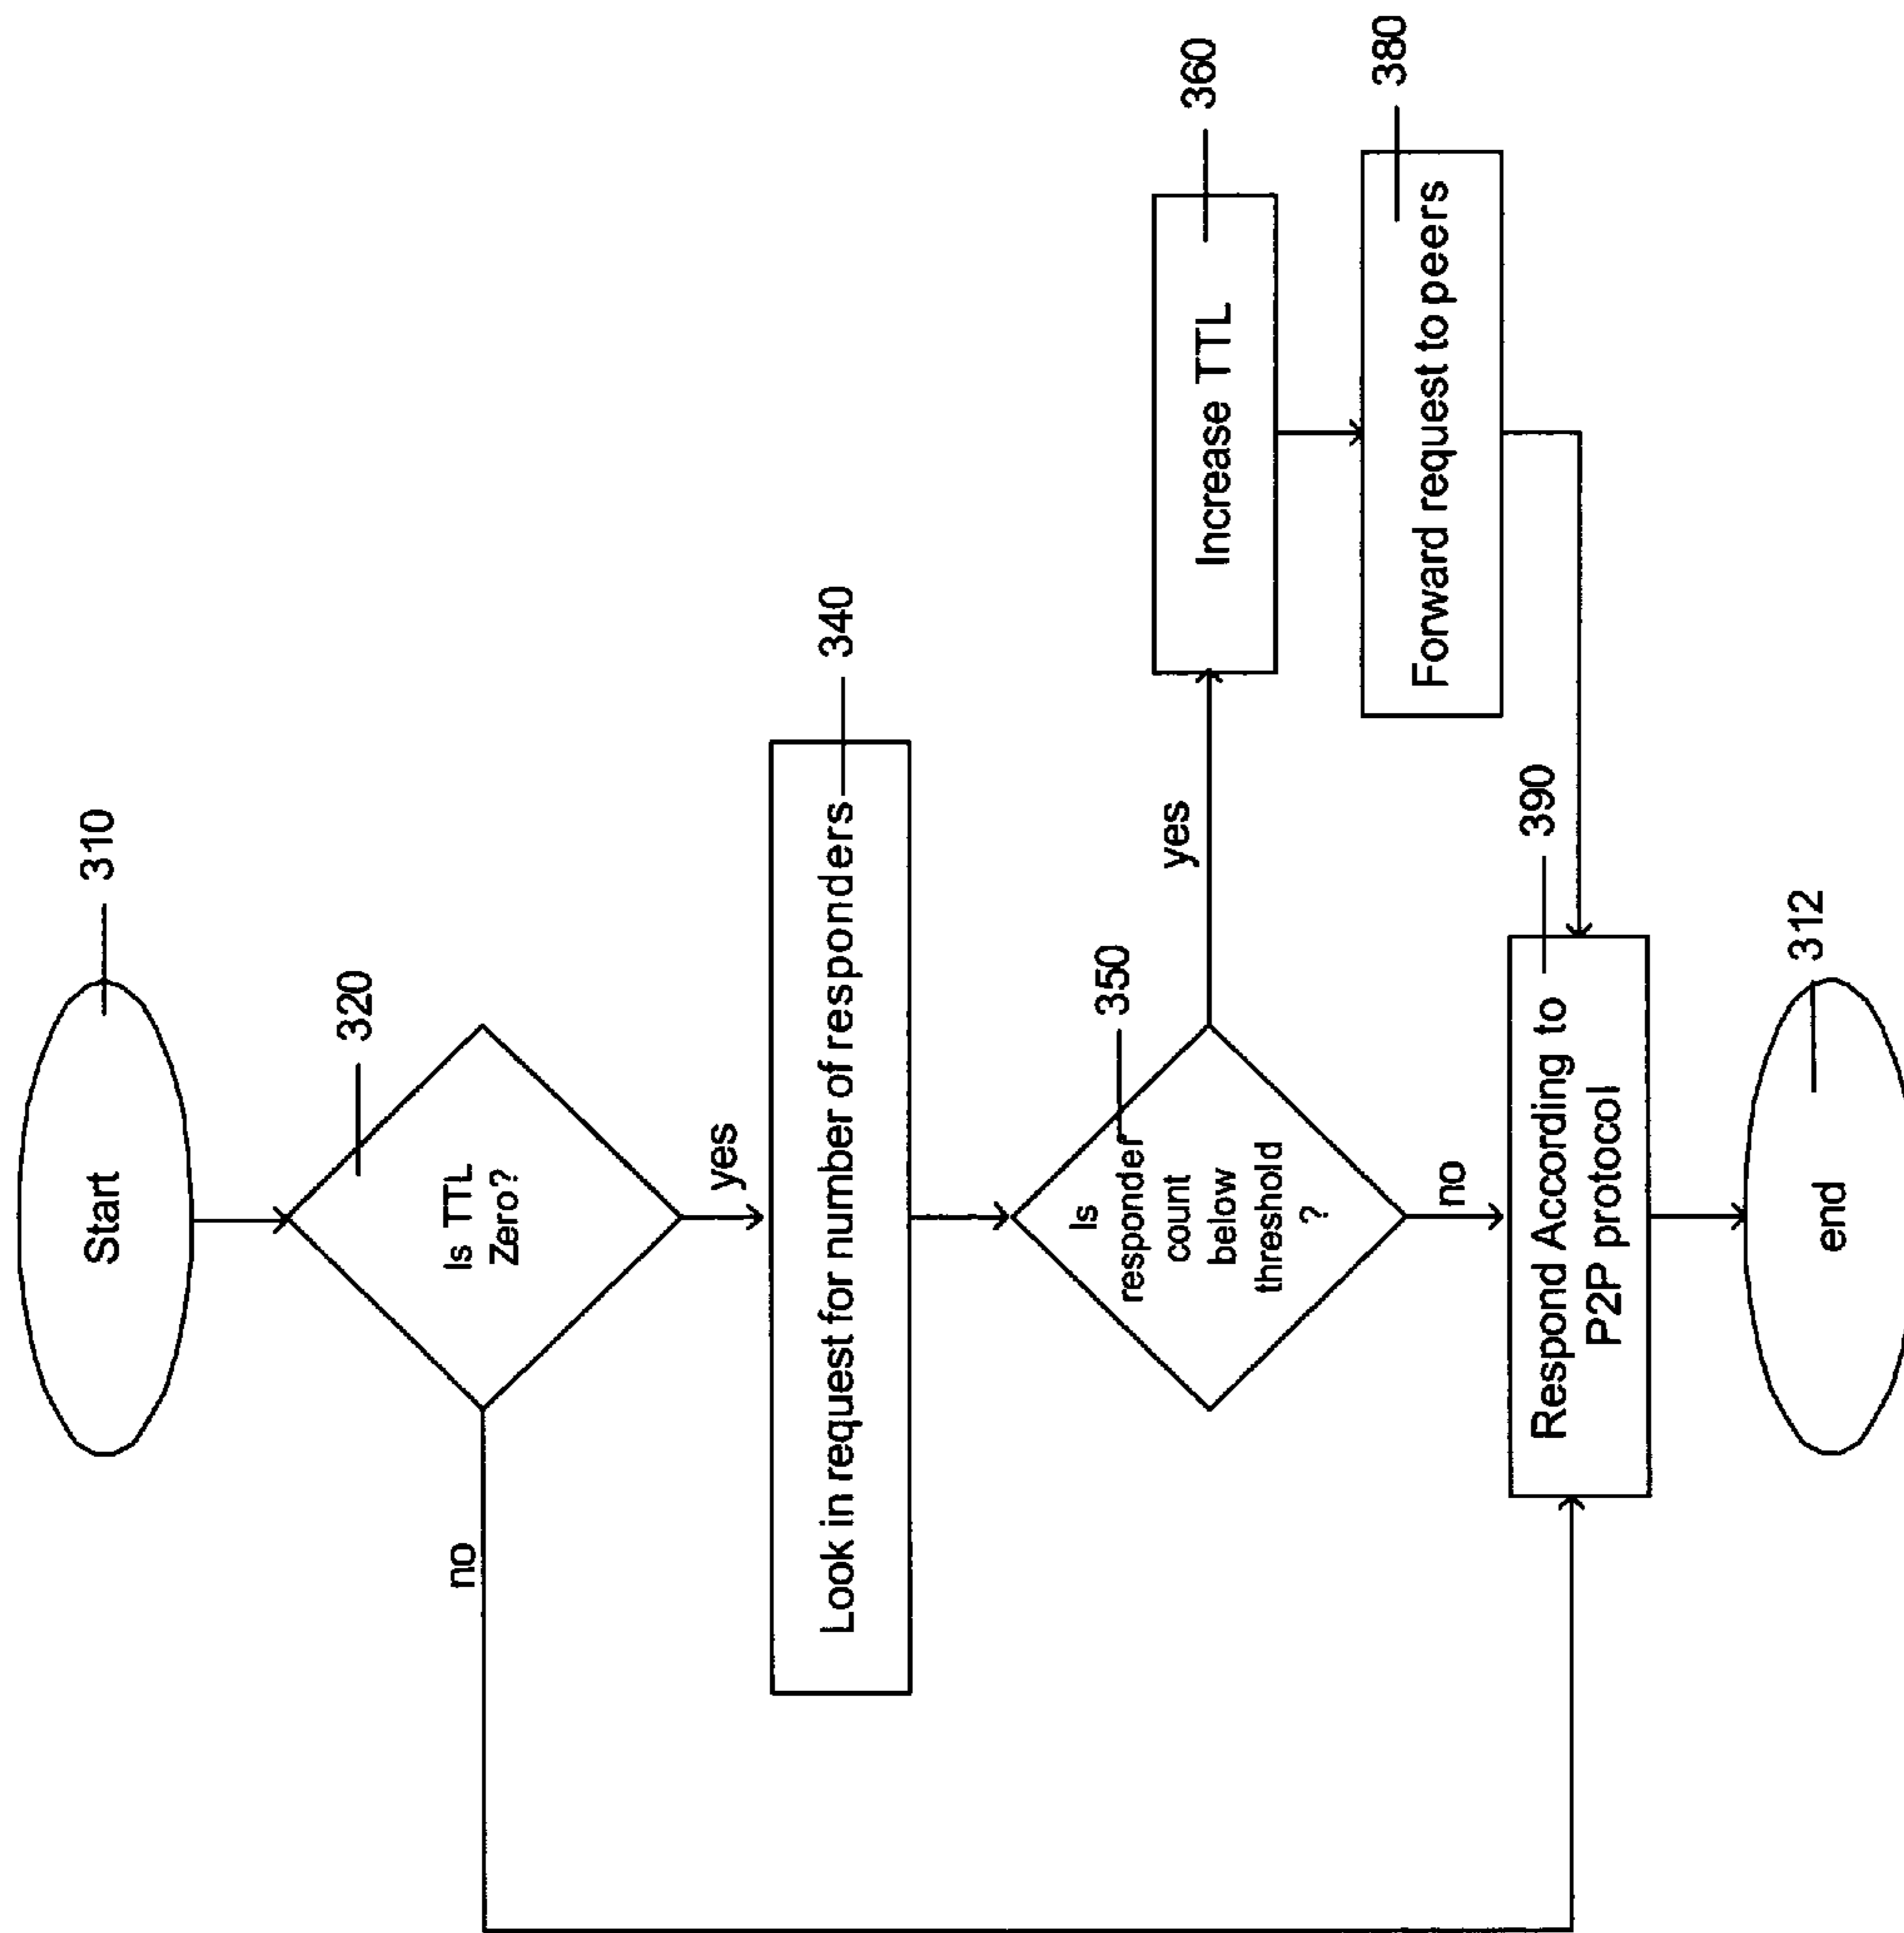 Start
310
320
Is TTL
Zero?
no
yes
Look in request for number of responders
340
350
Is
responder
count
below
threshold
?
yes
no
360
Increase TTL
380
Forward request to peers
390
Respond According to
P2P protocol
312
end